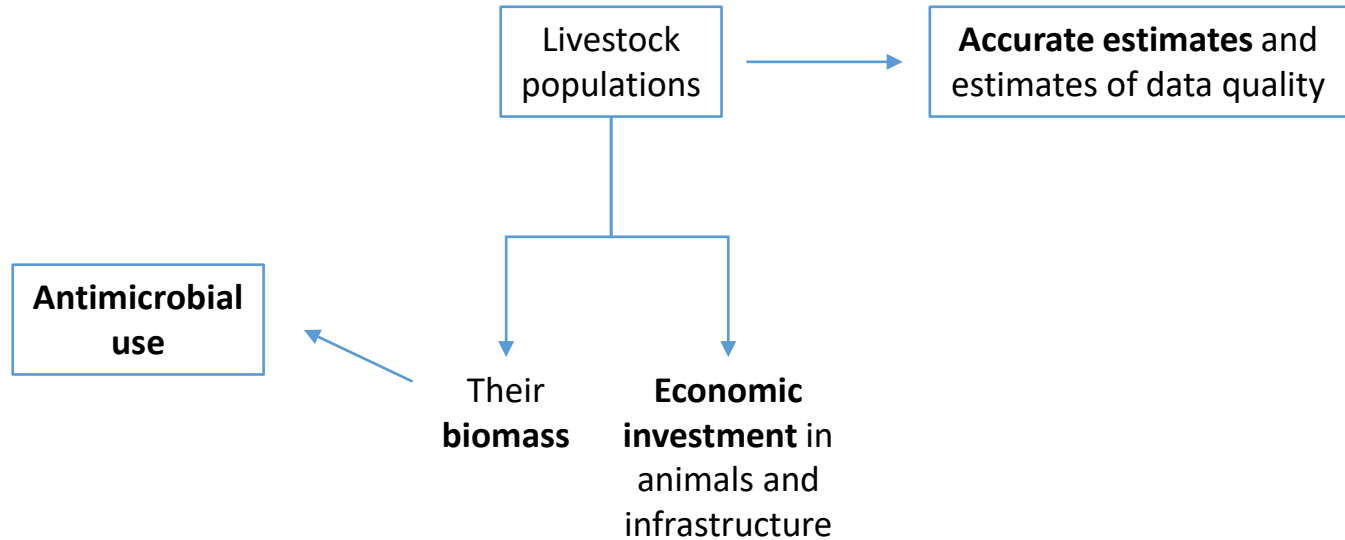 Livestock
populations
Accurate estimates and
estimates of data quality
Antimicrobial
use
Their
biomass
Economic
investment in
animals and
infrastructure